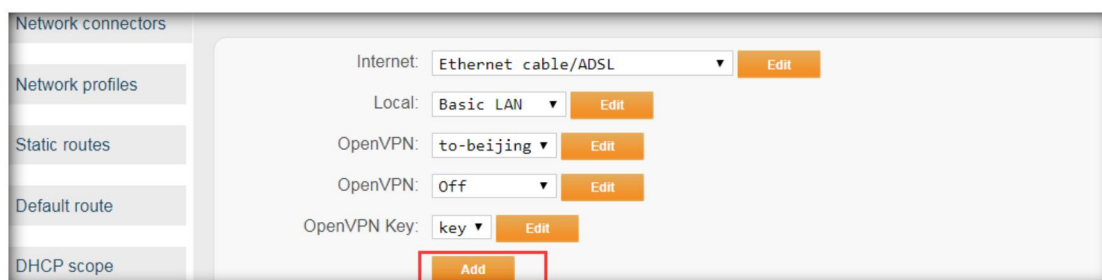 Network connectors
Network profiles
Static routes
Default route
DHCP scope
Internet: Ethernet cable/ADSL Edit
Local: Basic LAN Edit
OpenVPN: to-beijing Edit
OpenVPN: Off Edit
OpenVPN Key: key Edit
Add